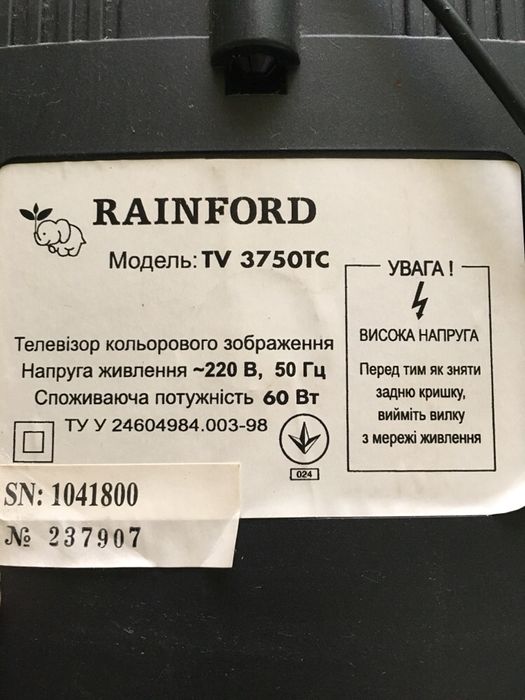 RAINFORD
Модель: TV 3750TC
Телевізор кольорового зображення
Напруга живлення ~220 В, 50 Гц
Споживаюча потужність 60 Вт
ТУ У 24604984.003-98
024
УВАГА !
ВИСОКА НАПРУГА
Перед тим як зняти
задню кришку,
вийміть вилку
з мережі живлення
SN: 1041800
№ 237907